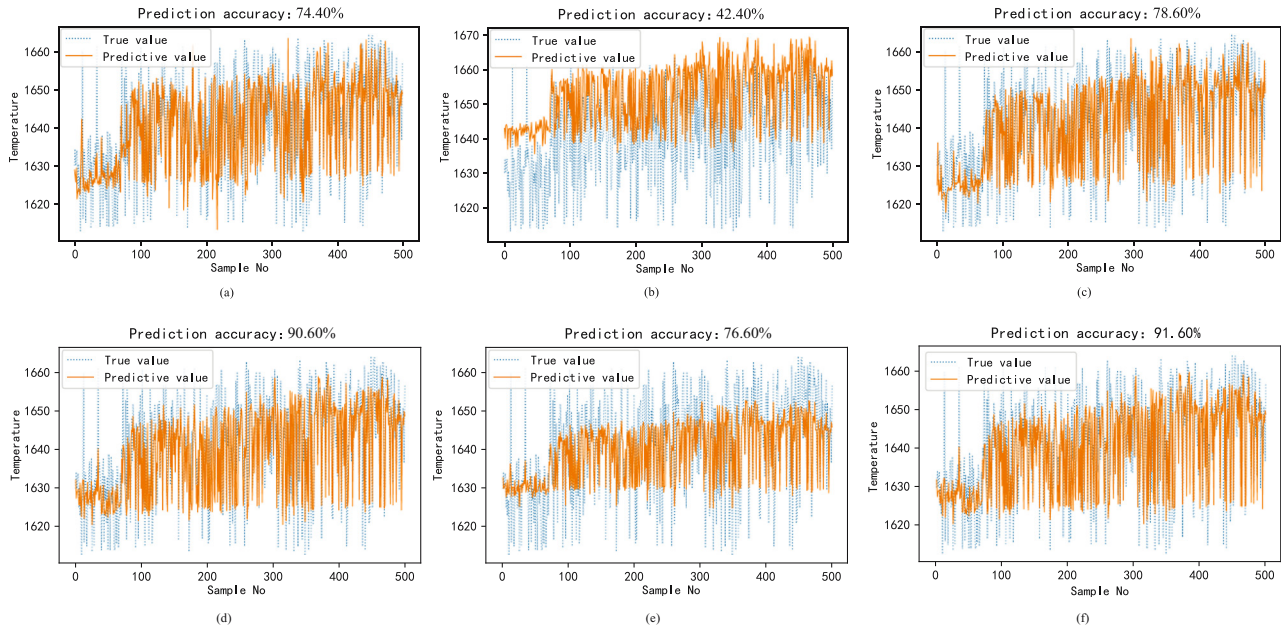 Prediction accuracy: 74.40%
True value
Predictive value
Temperature
1660
1650
1640
1630
1620
0 100 200 300 400 500
Sample No
(a)
Prediction accuracy: 42.40%
True value
Predictive value
Temperature
1670
1660
1650
1640
1630
1620
0 100 200 300 400 500
Sample No
(b)
Prediction accuracy: 78.60%
True value
Predictive value
Temperature
1660
1650
1640
1630
1620
0 100 200 300 400 500
Sample No
(c)
Prediction accuracy: 90.60%
True value
Predictive value
Temperature
1660
1650
1640
1630
1620
0 100 200 300 400 500
Sample No
(d)
Prediction accuracy: 76.60%
True value
Predictive value
Temperature
1660
1650
1640
1630
1620
0 100 200 300 400 500
Sample No
(e)
Prediction accuracy: 91.60%
True value
Predictive value
Temperature
1660
1650
1640
1630
1620
0 100 200 300 400 500
Sample No
(f)